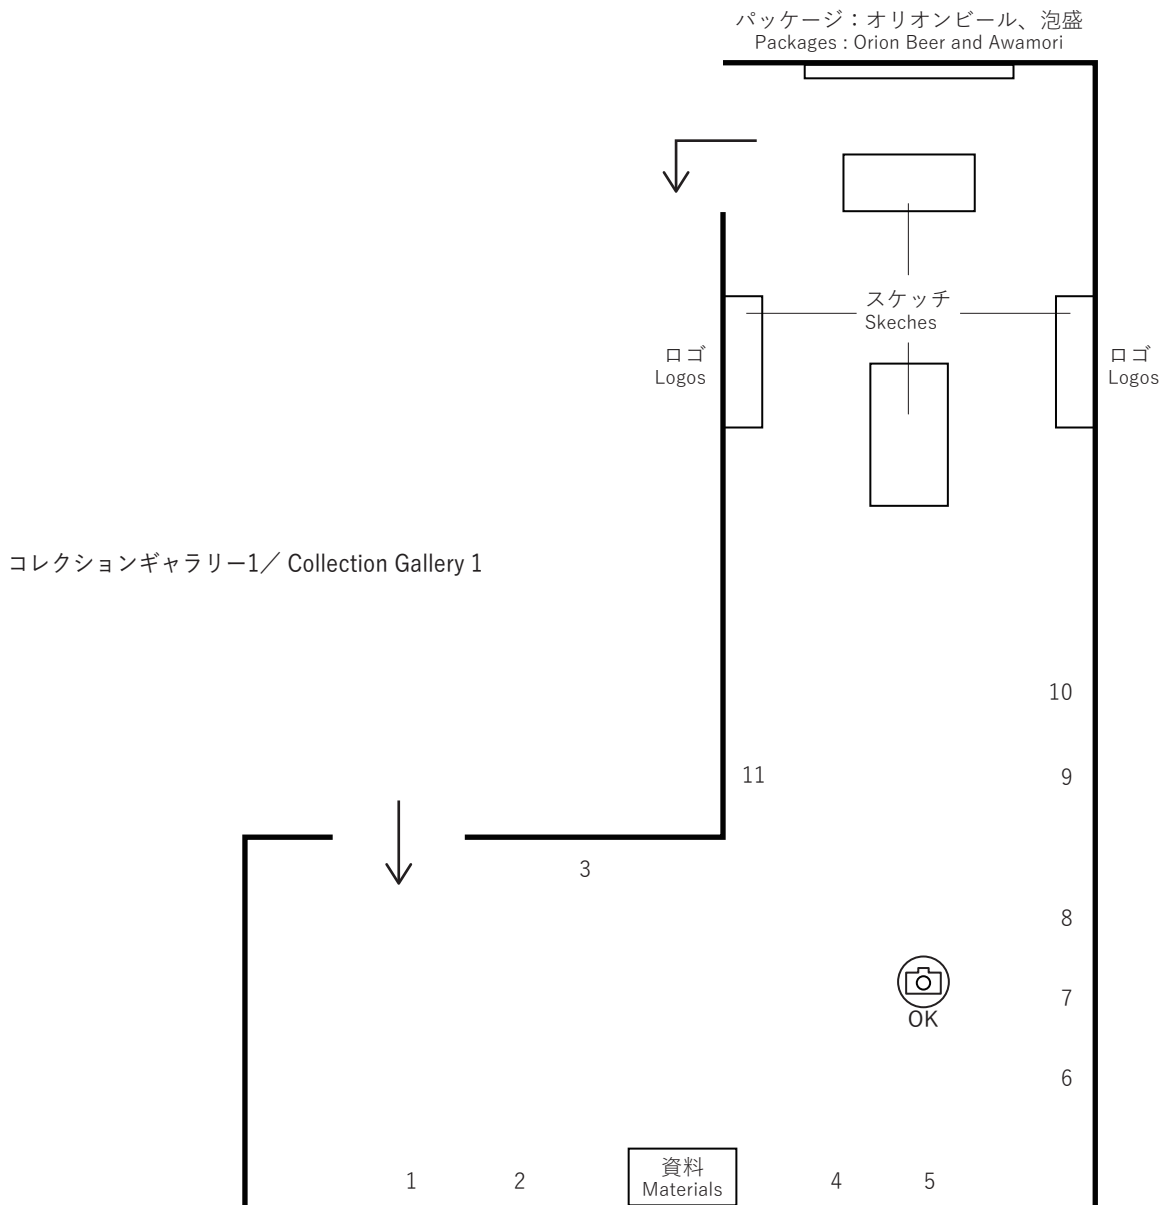 パッケージ：オリオンビール、泡盛
Packages : Orion Beer and Awamori
スケッチ
Skeches
ロゴ
Logos
ロゴ
Logos
コレクションギャラリー1／ Collection Gallery 1
10
11
9
3
8
7
OK
6
1
2
資料
Materials
4
5